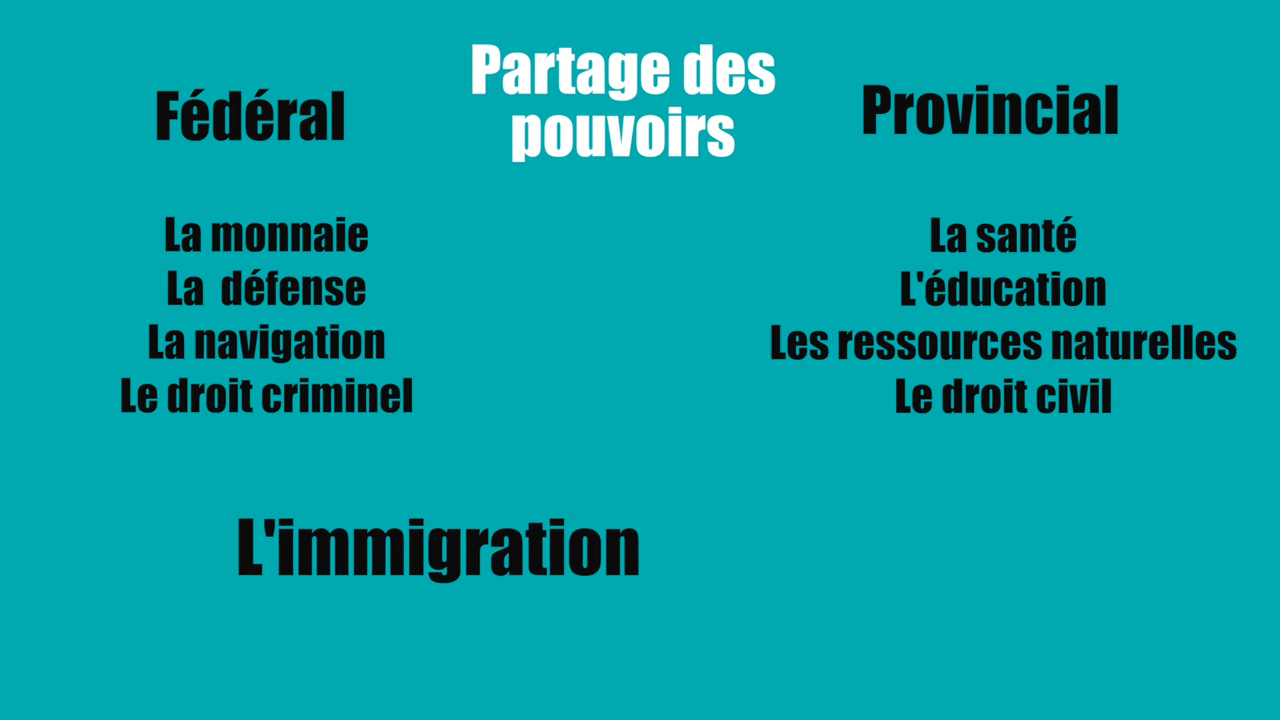 Partage des
pouvoirs
Fédéral
La monnaie
La  défense
La navigation
Le droit criminel
Provincial
La santé
L'éducation
Les ressources naturelles
Le droit civil
L'immigration